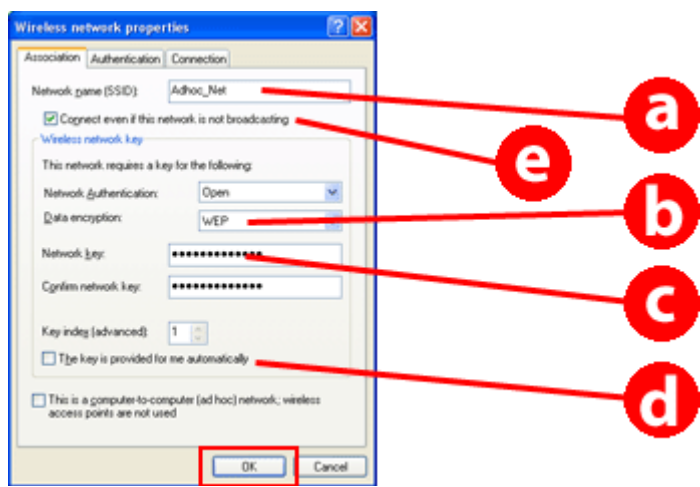 Wireless network properties
Association Authentication Connection
Network name (SSID): Adhoc_Net
a
Connect even if this network is not broadcasting
e
Wireless network key
This network requires a key for the following:
Network Authentication: Open
Data encryption: WEP
b
Network key: •••••••••••••
c
Confirm network key: •••••••••••••
Key index (advanced): 1
The key is provided for me automatically
d
This is a computer-to-computer (ad hoc) network; wireless
access points are not used
OK Cancel